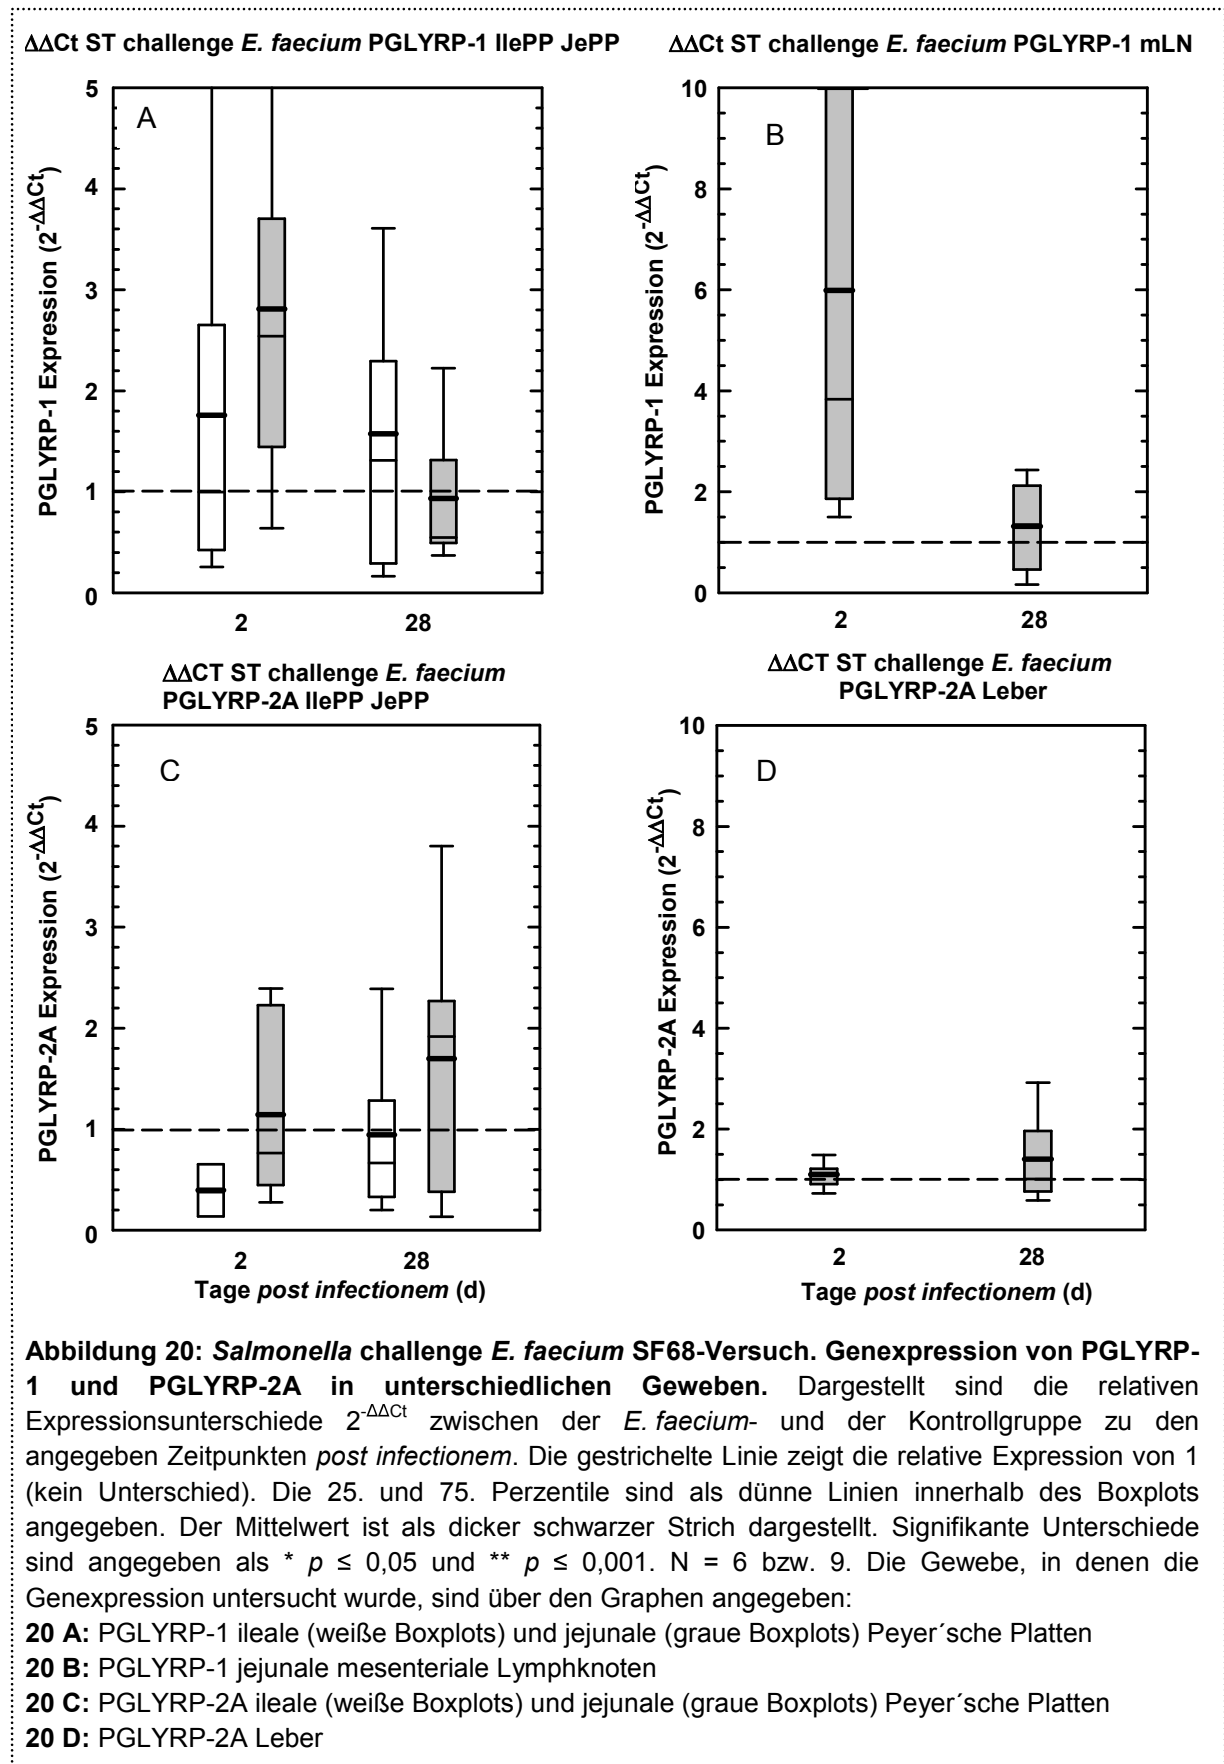 ΔΔCt ST challenge E. faecium PGLYRP-1 IlePP JePP
ΔΔCt ST challenge E. faecium PGLYRP-1 mLN
A
5
4
3
2
1
0
PGLYRP-1 Expression (2^-ΔΔCt)
2
28
B
10
8
6
4
2
0
PGLYRP-1 Expression (2^-ΔΔCt)
2
28
ΔΔCT ST challenge E. faecium
PGLYRP-2A IlePP JePP
C
5
4
3
2
1
0
PGLYRP-2A Expression (2^-ΔΔCt)
2
28
Tage post infectionem (d)
ΔΔCT ST challenge E. faecium
PGLYRP-2A Leber
D
10
8
6
4
2
0
PGLYRP-2A Expression (2^-ΔΔCt)
2
28
Tage post infectionem (d)
Abbildung 20: Salmonella challenge E. faecium SF68-Versuch. Genexpression von PGLYRP-
1 und PGLYRP-2A in unterschiedlichen Geweben. Dargestellt sind die relativen
Expressionsunterschiede 2^-ΔΔCt zwischen der E. faecium- und der Kontrollgruppe zu den
angegeben Zeitpunkten post infectionem. Die gestrichelte Linie zeigt die relative Expression von 1
(kein Unterschied). Die 25. und 75. Perzentile sind als dünne Linien innerhalb des Boxplots
angegeben. Der Mittelwert ist als dicker schwarzer Strich dargestellt. Signifikante Unterschiede
sind angegeben als * p ≤ 0,05 und ** p ≤ 0,001. N = 6 bzw. 9. Die Gewebe, in denen die
Genexpression untersucht wurde, sind über den Graphen angegeben:
20 A: PGLYRP-1 ileale (weiße Boxplots) und jejunale (graue Boxplots) Peyer´sche Platten
20 B: PGLYRP-1 jejunale mesenteriale Lymphknoten
20 C: PGLYRP-2A ileale (weiße Boxplots) und jejunale (graue Boxplots) Peyer´sche Platten
20 D: PGLYRP-2A Leber